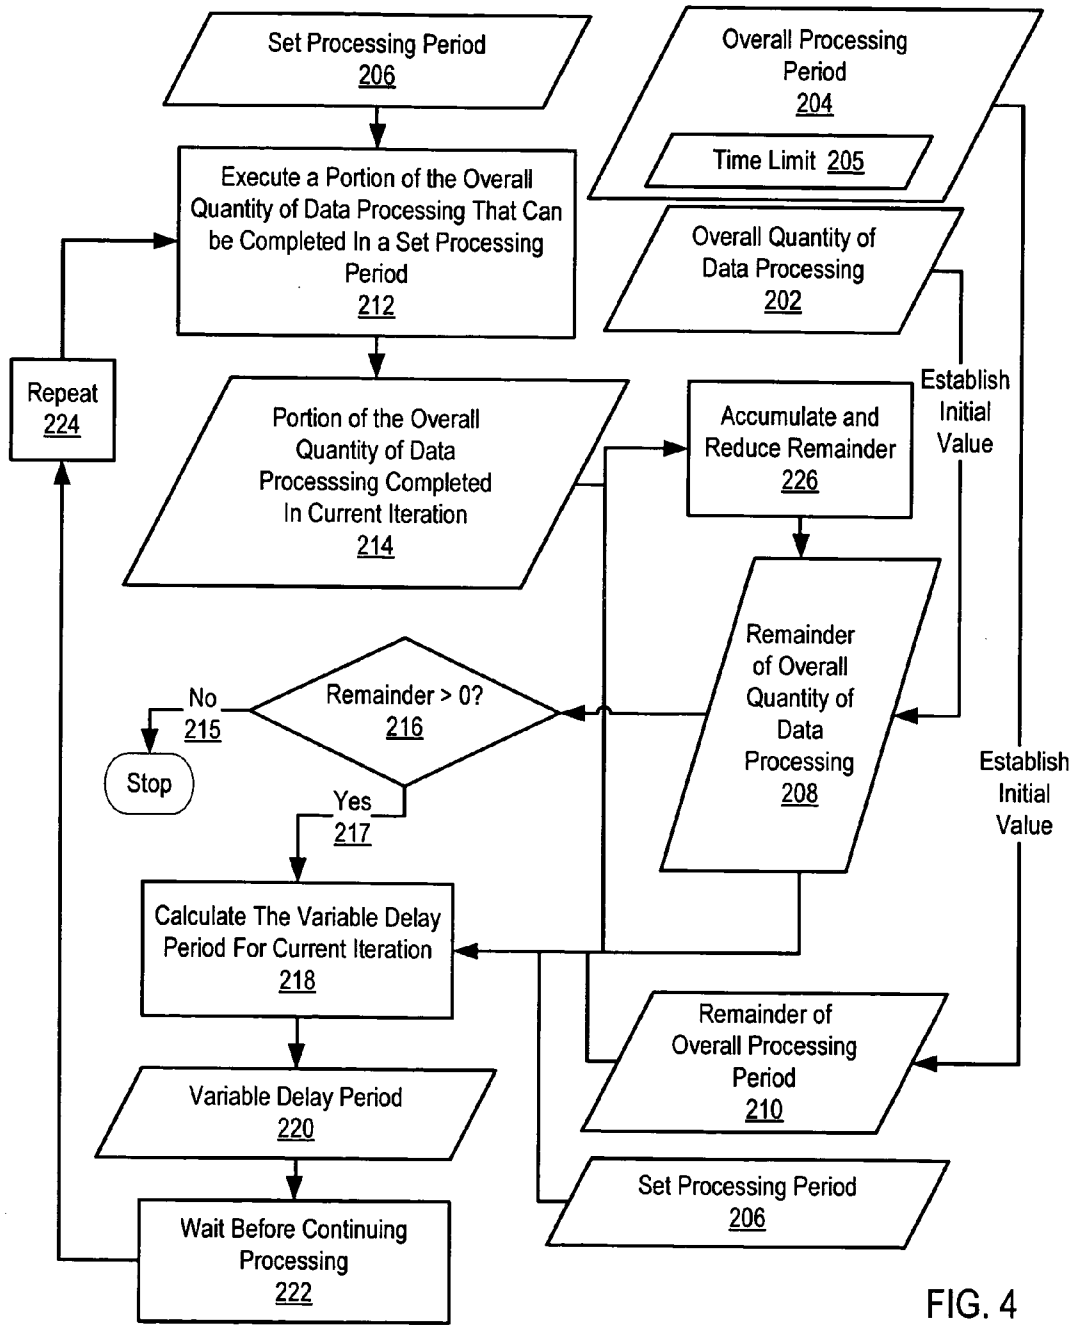 Set Processing Period
206
Overall Processing
Period
204
Time Limit 205
Execute a Portion of the Overall
Quantity of Data Processing That Can
be Completed In a Set Processing
Period
212
Overall Quantity of
Data Processing
202
Repeat
224
Portion of the Overall
Quantity of Data
Processsing Completed
In Current Iteration
214
Accumulate and
Reduce Remainder
226
Establish
Initial
Value
Remainder
of Overall
Quantity of
Data
Processing
208
Remainder > 0?
216
No
215
Stop
Yes
217
Establish
Initial
Value
Calculate The Variable Delay
Period For Current Iteration
218
Remainder of
Overall Processing
Period
210
Variable Delay Period
220
Set Processing Period
206
Wait Before Continuing
Processing
222
FIG. 4